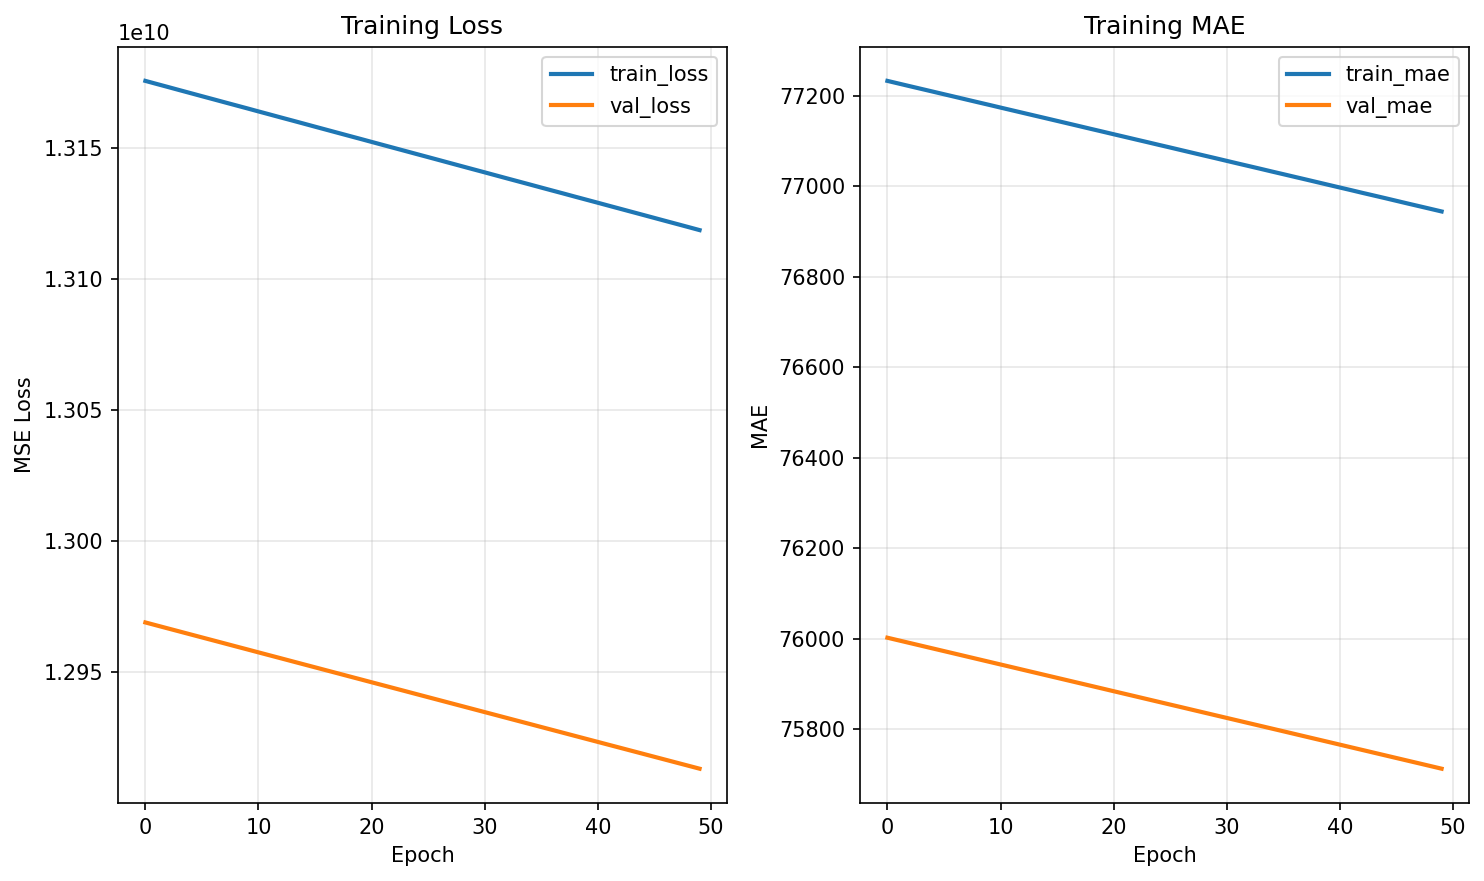 Training Loss
1e10
train_loss
val_loss
1.315
1.310
1.305
1.300
1.295
MSE Loss
0 10 20 30 40 50
Epoch
Training MAE
train_mae
val_mae
77200
77000
76800
76600
76400
76200
76000
75800
MAE
0 10 20 30 40 50
Epoch